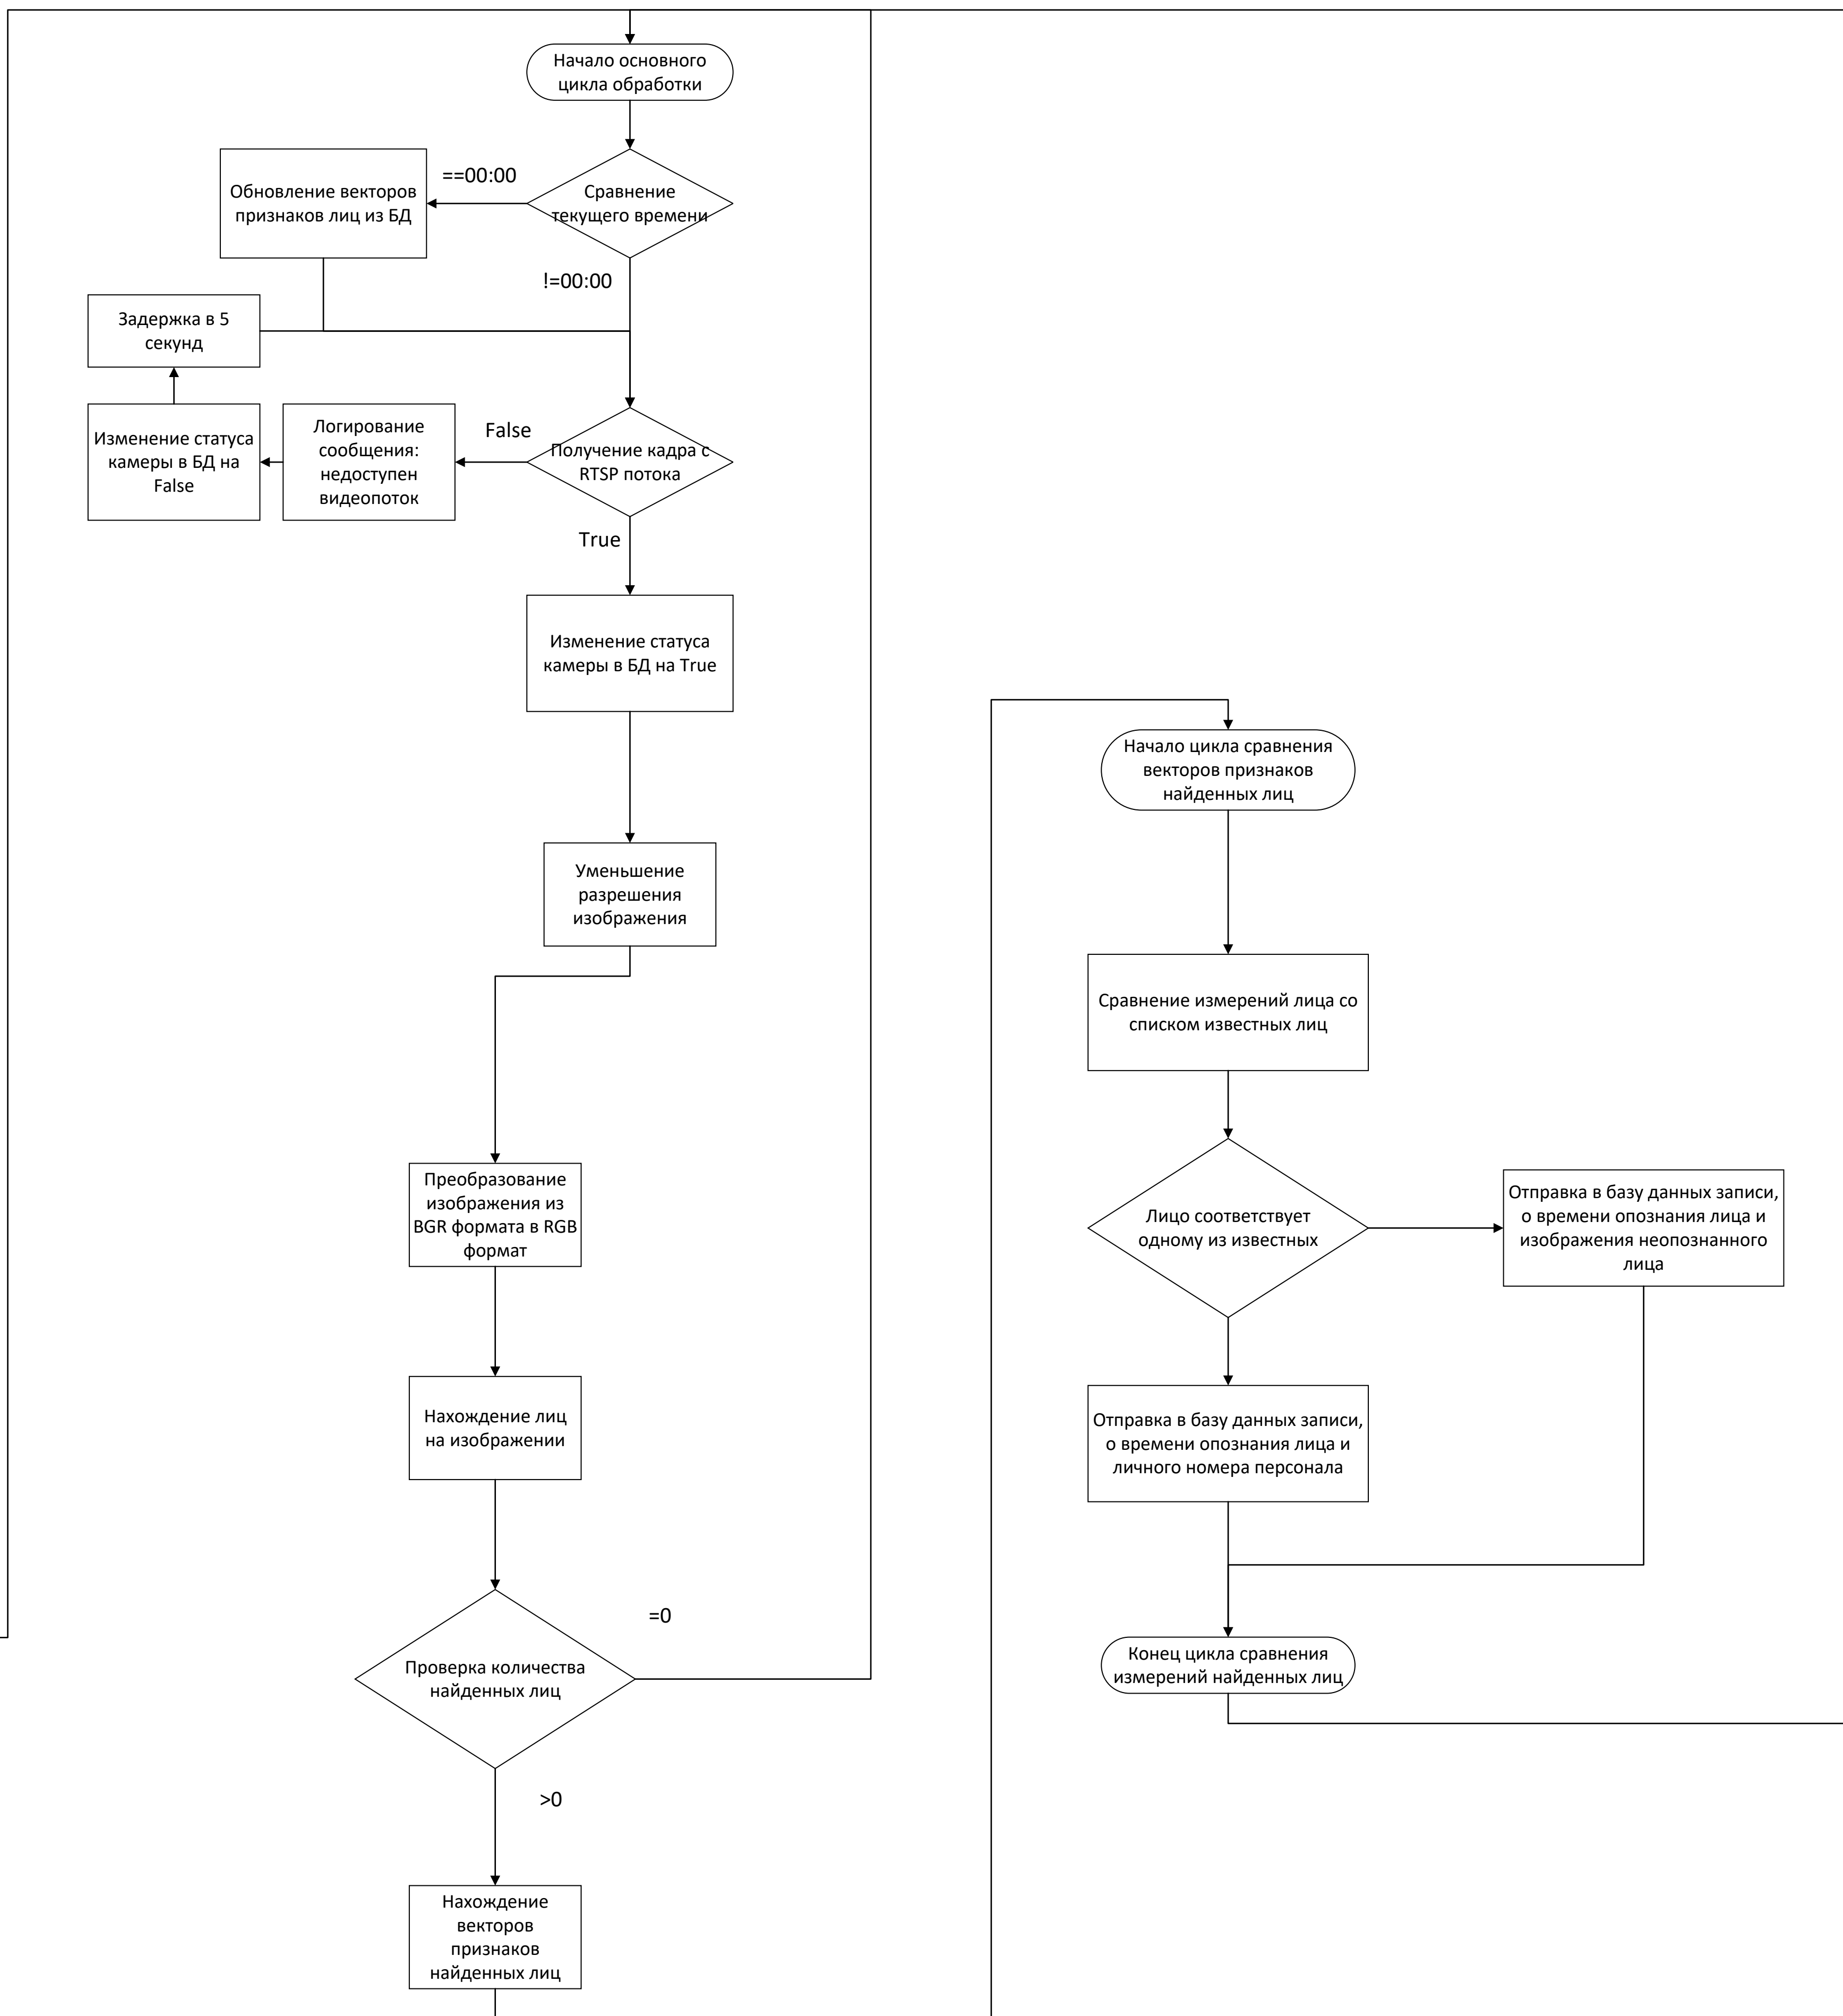 Начало основного
цикла обработки
Сравнение
текущего времени
==00:00
Обновление векторов
признаков лиц из БД
!=00:00
Задержка в 5
секунд
Получение кадра с
RTSP потока
False
Логирование
сообщения:
недоступен
видеопоток
Изменение статуса
камеры в БД на
False
True
Изменение статуса
камеры в БД на True
Уменьшение
разрешения
изображения
Преобразование
изображения из
BGR формата в RGB
формат
Нахождение лиц
на изображении
Проверка количества
найденных лиц
=0
>0
Нахождение
векторов
признаков
найденных лиц
Начало цикла сравнения
векторов признаков
найденных лиц
Сравнение измерений лица со
списком известных лиц
Лицо соответствует
одному из известных
Отправка в базу данных записи,
о времени опознания лица и
изображения неопознанного
лица
Отправка в базу данных записи,
о времени опознания лица и
личного номера персонала
Конец цикла сравнения
измерений найденных лиц